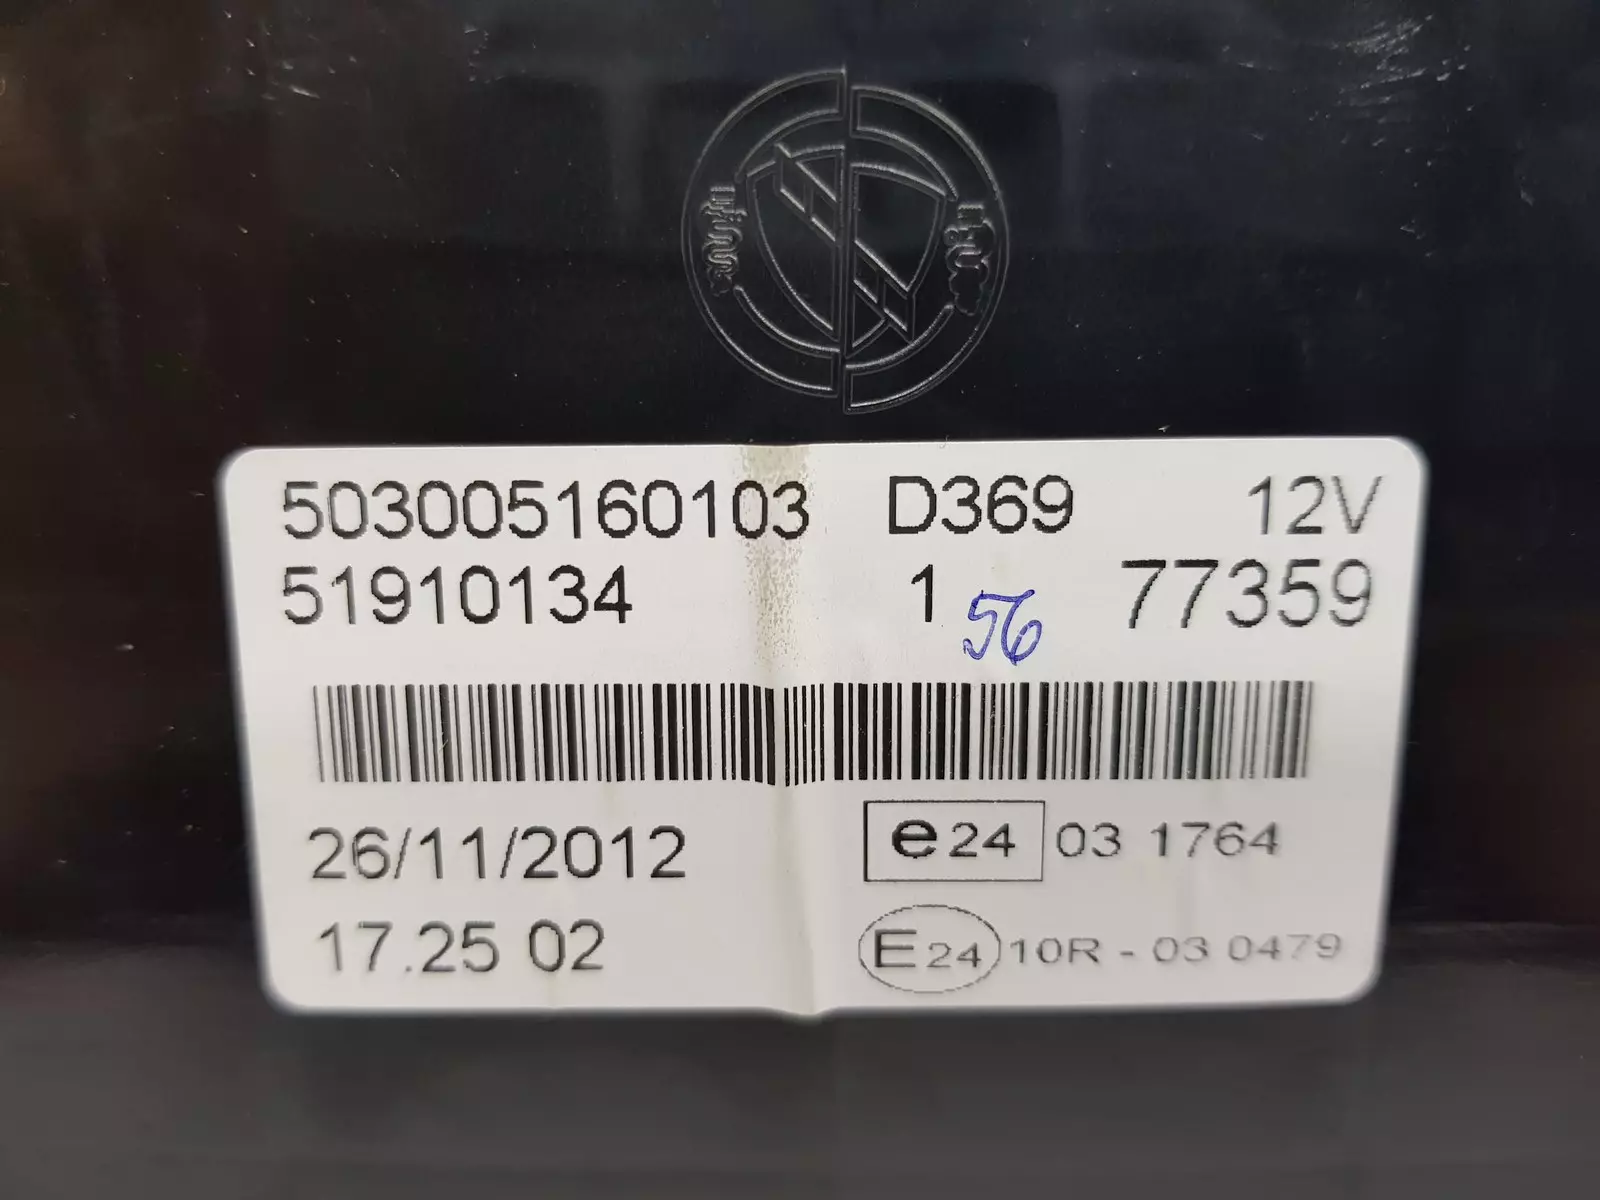 503005160103 D369 12V
51910134 1 56 77359
26/11/2012 e24 03 1764
17.25 02 E24 10R - 03 0479